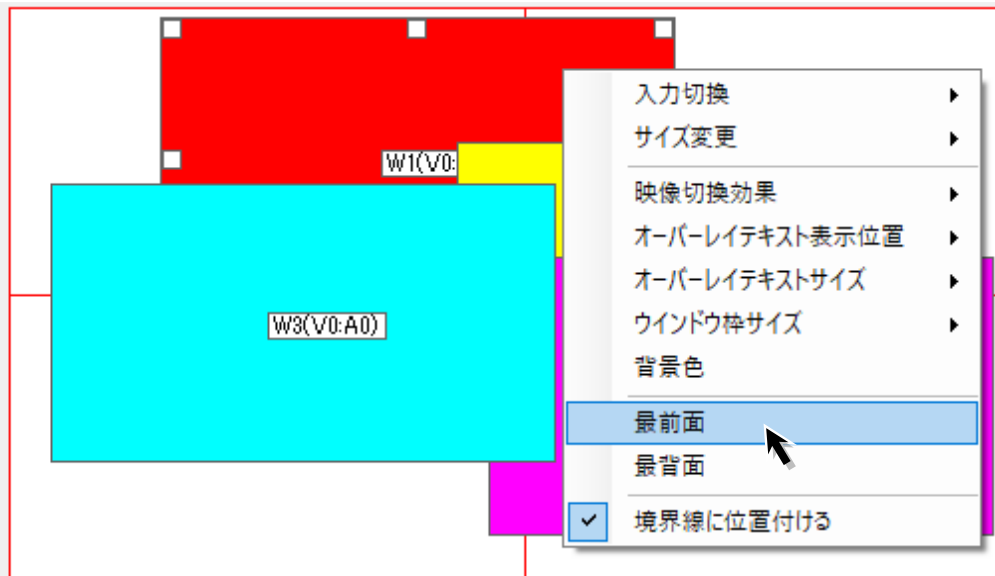 入力切換
サイズ変更
W1(V0:
映像切換効果
オーバーレイテキスト表示位置
オーバーレイテキストサイズ
W3(V0:A0)
ウインドウ枠サイズ
背景色
最前面
最背面
境界線に位置付ける